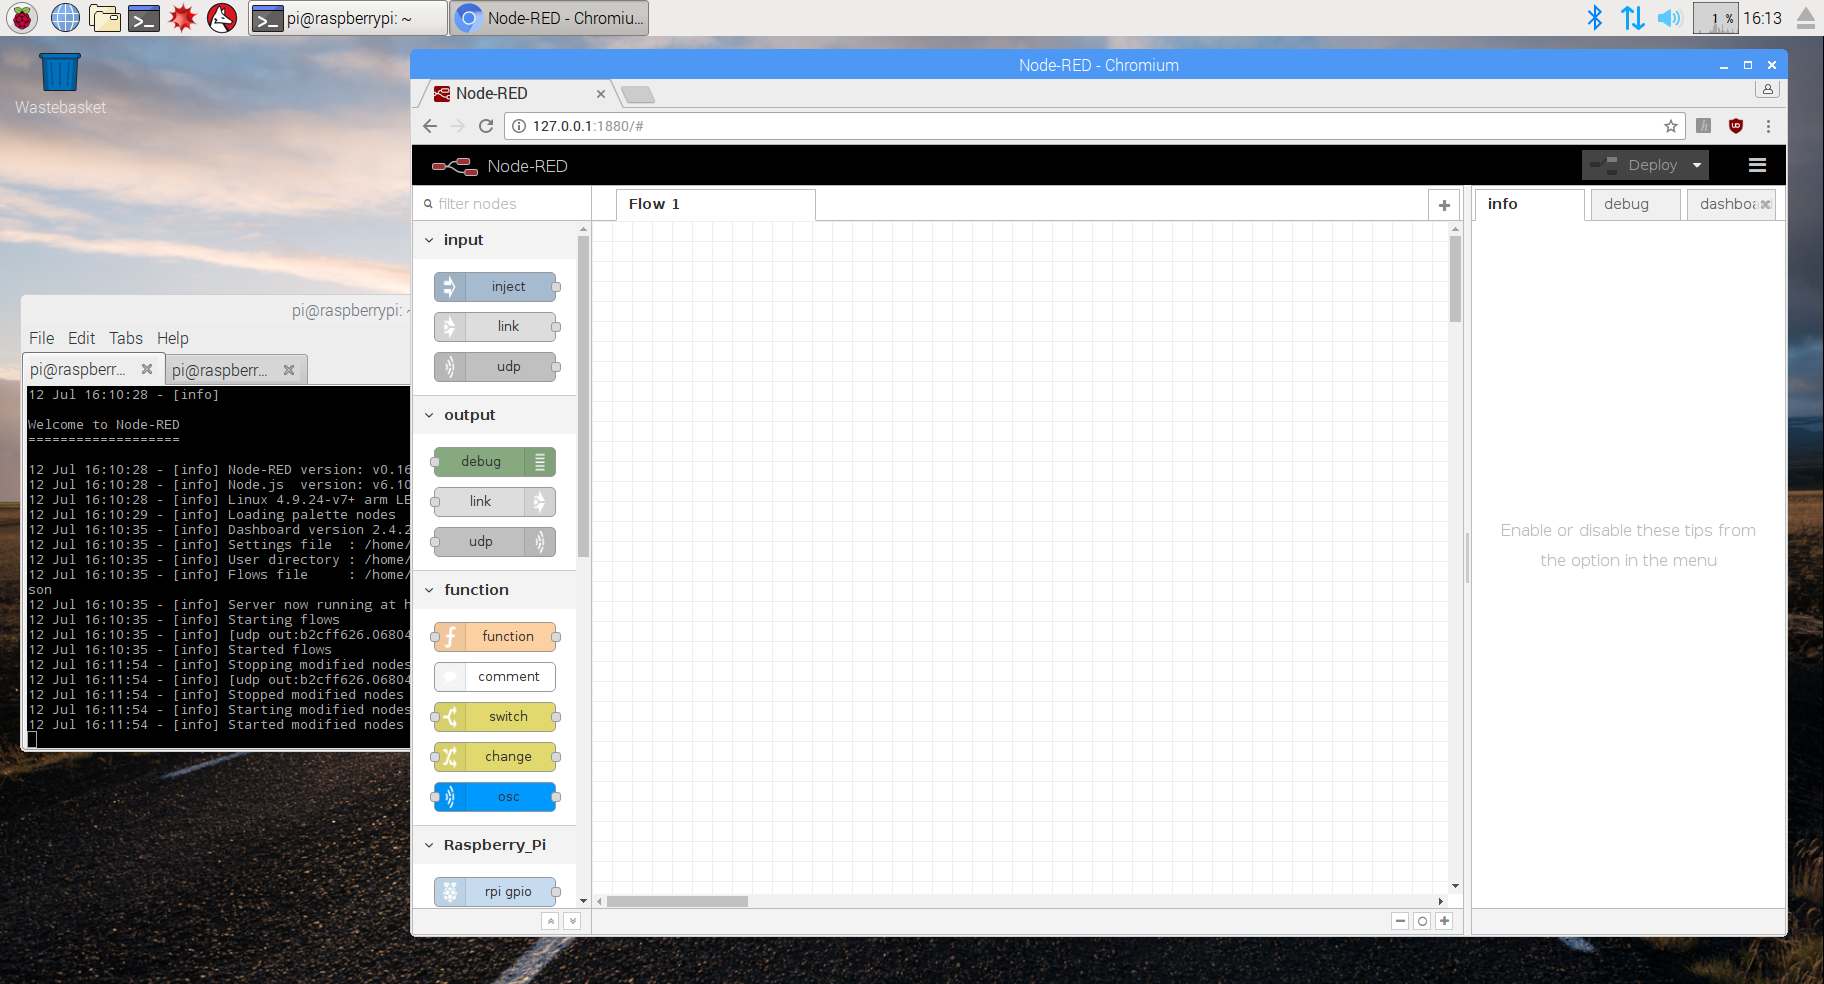 pi@raspberrypi: ~
Node-RED - Chromiu...
1 %
16:13
Wastebasket
Node-RED - Chromium
Node-RED
127.0.0.1:1880/#
Node-RED
Deploy
filter nodes
Flow 1
info
debug
dashboa
input
inject
link
udp
output
debug
link
udp
function
function
comment
switch
change
osc
Raspberry_Pi
rpi gpio
Enable or disable these tips from
the option in the menu
pi@raspberrypi: ~
File Edit Tabs Help
pi@raspberr...
pi@raspberr...
12 Jul 16:10:28 - [info]
Welcome to Node-RED
===================
12 Jul 16:10:28 - [info] Node-RED version: v0.16
12 Jul 16:10:28 - [info] Node.js  version: v6.10
12 Jul 16:10:28 - [info] Linux 4.9.24-v7+ arm LE
12 Jul 16:10:29 - [info] Loading palette nodes
12 Jul 16:10:35 - [info] Dashboard version 2.4.2
12 Jul 16:10:35 - [info] Settings file  : /home/
12 Jul 16:10:35 - [info] User directory : /home/
12 Jul 16:10:35 - [info] Flows file     : /home/
son
12 Jul 16:10:35 - [info] Server now running at h
12 Jul 16:10:35 - [info] Starting flows
12 Jul 16:10:35 - [info] [udp out:b2cff626.06804
12 Jul 16:10:35 - [info] Started flows
12 Jul 16:11:54 - [info] Stopping modified nodes
12 Jul 16:11:54 - [info] [udp out:b2cff626.06804
12 Jul 16:11:54 - [info] Stopped modified nodes
12 Jul 16:11:54 - [info] Starting modified nodes
12 Jul 16:11:54 - [info] Started modified nodes